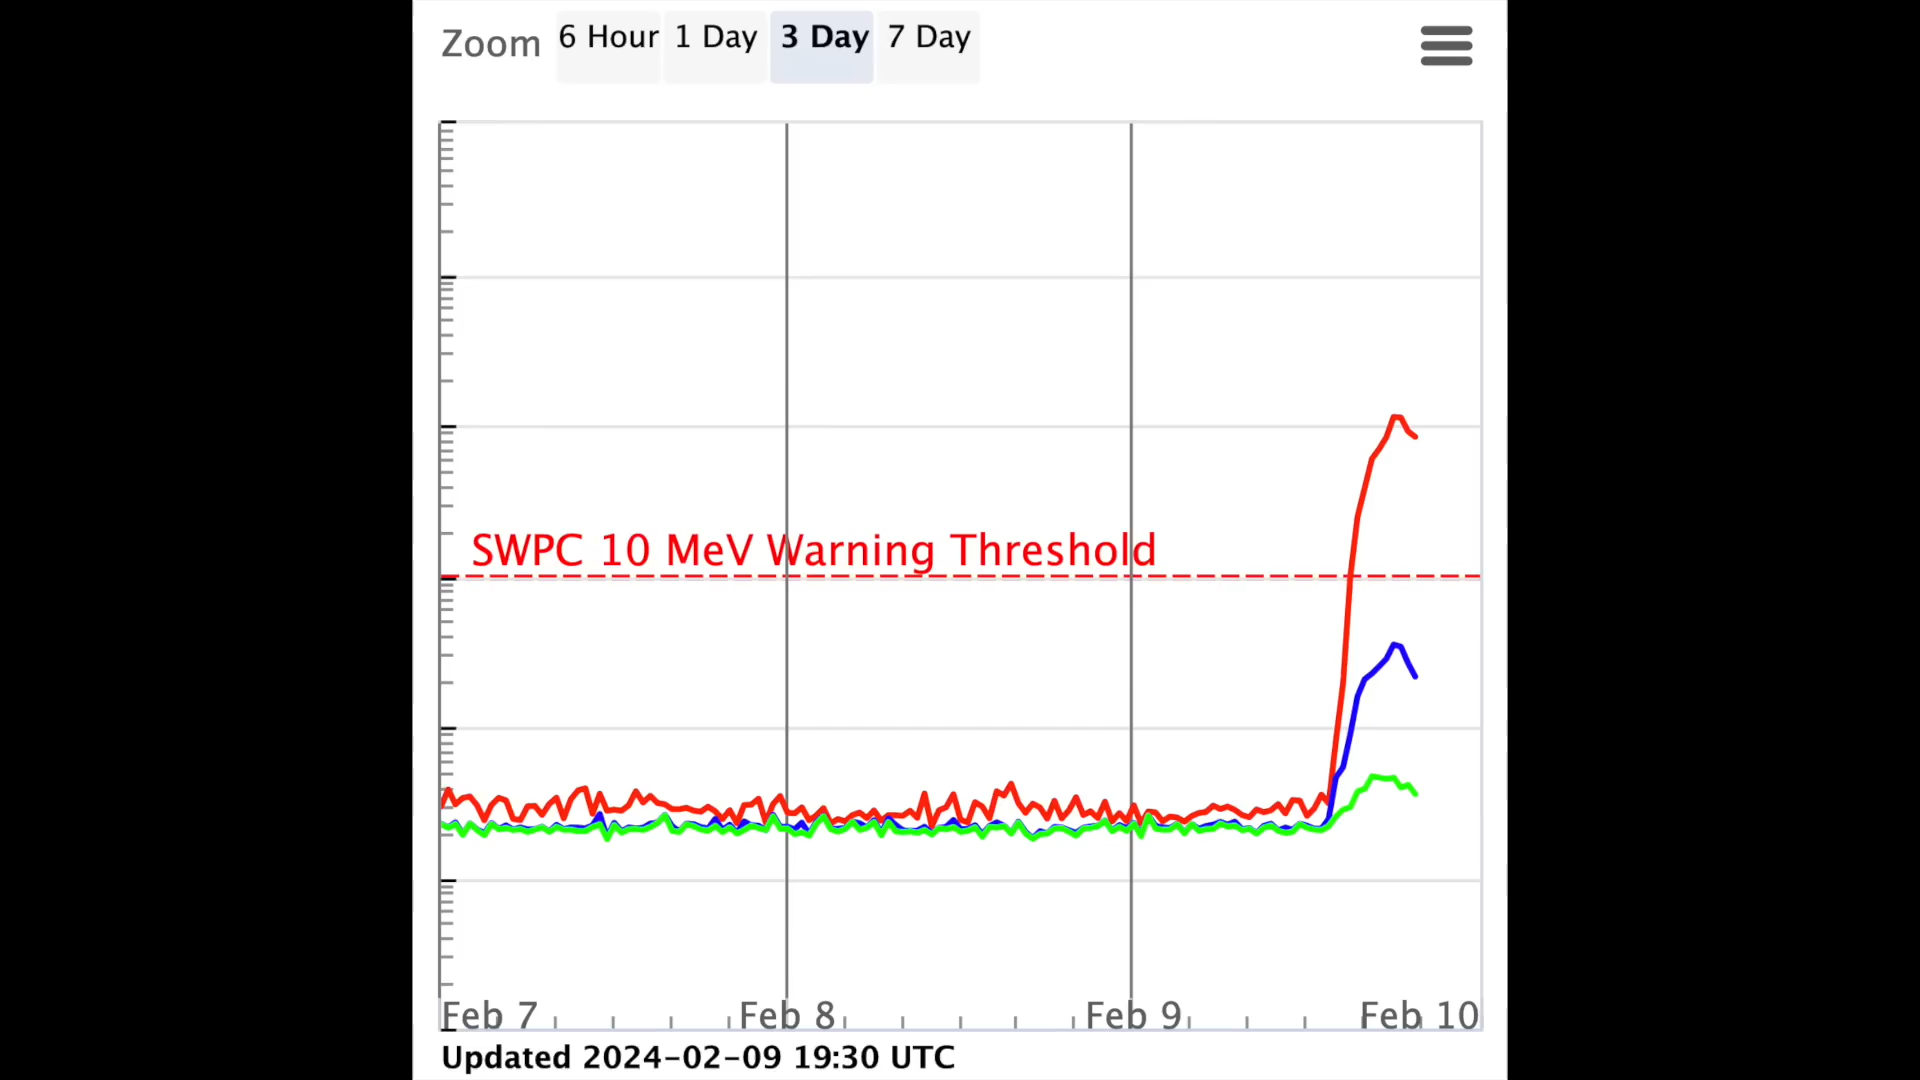 Zoom 6 Hour 1 Day 3 Day 7 Day
SWPC 10 MeV Warning Threshold
Feb 7 Feb 8 Feb 9 Feb 10
Updated 2024-02-09 19:30 UTC